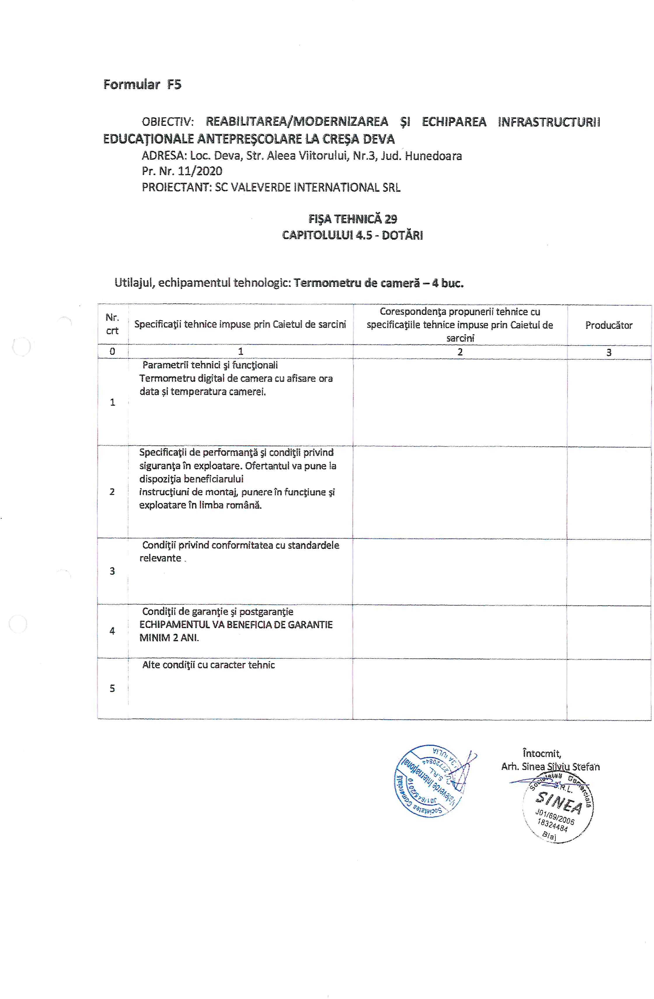 Formular F5
OBIECTIV: REABILITAREA/MODERNIZAREA ŞI ECHIPAREA INFRASTRUCTURII
EDUCAŢIONALE ANTEPREŞCOLARE LA CREŞA DEVA
ADRESA: Loc. Deva, Str. Aleea Viitorului, Nr.3, Jud. Hunedoara
Pr. Nr. 11/2020
PROIECTANT: SC VALEVERDE INTERNATIONAL SRL
FIŞA TEHNICĂ 29
CAPITOLULUI 4.5 - DOTĂRI
Utilajul, echipamentul tehnologic: Termometru de cameră – 4 buc.
Nr.
crt
Specificaţii tehnice impuse prin Caietul de sarcini
Corespondenţa propunerii tehnice cu
specificaţiile tehnice impuse prin Caietul de
sarcini
Producător
0 1 2 3
1
Parametrii tehnici şi funcţionali
Termometru digital de camera cu afisare ora
data și temperatura camerei.
2
Specificaţii de performanţă şi condiţii privind
siguranţa în exploatare. Ofertantul va pune la
dispoziţia beneficiarului
instrucţiuni de montaj, punere în funcţiune şi
exploatare în limba română.
3
Condiţii privind conformitatea cu standardele
relevante .
4
Condiţii de garanţie şi postgaranţie
ECHIPAMENTUL VA BENEFICIA DE GARANTIE
MINIM 2 ANI.
5
Alte condiţii cu caracter tehnic
Întocmit,
Arh. Sinea Silviu Stefan
Societatea Comercială
J01/645/2010
Valeverde International
S.R.L.
27720844
IULIA
Societatea Comercială
S.R.L.
SINEA
J01/69/2006
18324484
Blaj